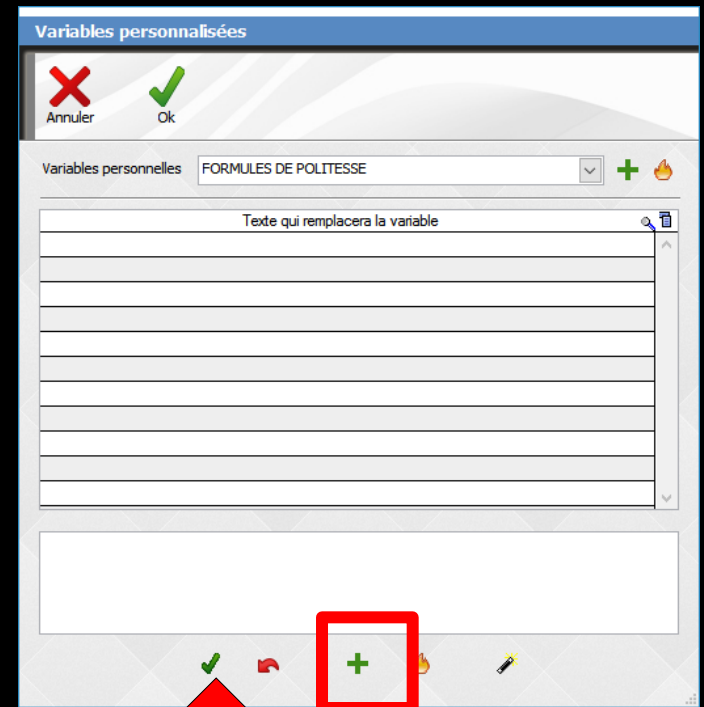 Variables personnalisées
Annuler Ok
Variables personnelles FORMULES DE POLITESSE
Texte qui remplacera la variable